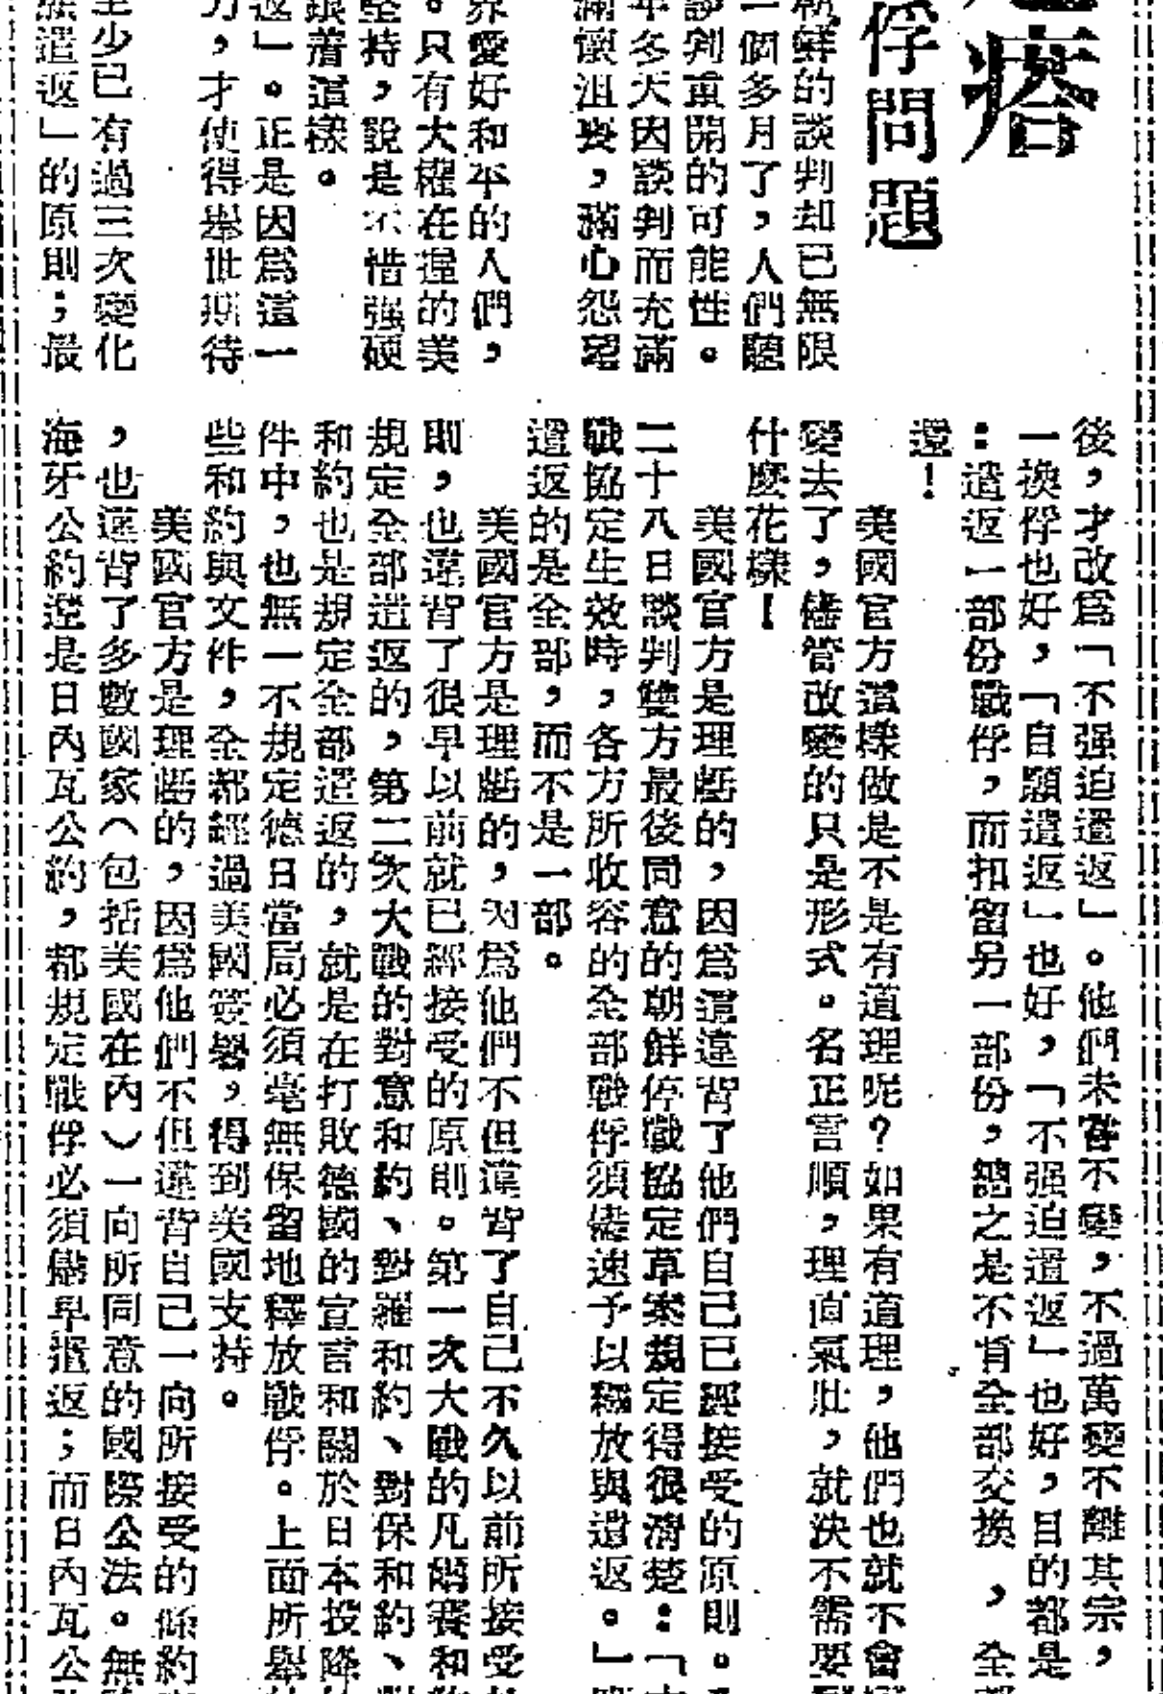 瘩
俘問題
朝鮮的談判却已無限
一個多月了，人們聽
談判重開的可能性。
年多天因談判而充滿
滿懷沮喪，滿心怨望
界愛好和平的人們，
。只有大權在握的美
堅持，說是不惜强硬
跟着這樣。
返」。正是因爲這一
力，才使得舉世期待
至少已有過三次變化
無遣返」的原則；最
後，才改爲「不强迫遣返」。他們未嘗不變，不過萬變不離其宗，
一換俘也好，「自願遣返」也好，「不强迫遣返」也好，目的都是
：遣返一部份戰俘，而扣留另一部份，總之是不肯全部交換，全
還！
美國官方這樣做是不是有道理呢？如果有道理，他們也就不會
變去了，儘管改變的只是形式。名正言順，理直氣壯，就決不需要
什麼花樣！
美國官方是理虧的，因爲這違背了他們自己已經接受的原則。
二十八日談判雙方最後同意的朝鮮停戰協定草案規定得很清楚：「
戰協定生效時，各方所收容的全部戰俘須儘速予以釋放與遣返。」
遣返的是全部，而不是一部。
美國官方是理虧的，因爲他們不但違背了自己不久以前所接受
則，也違背了很早以前就已經接受的原則。第一次大戰的凡爾賽和
規定全部遣返的，第二次大戰的對意和約、對羅和約、對保和約、
和約也是規定全部遣返的，就是在打敗德國的宣言和關於日本投降
件中，也無一不規定德日當局必須毫無保留地釋放戰俘。上面所舉
些和約與文件，全都經過美國簽署，得到美國支持。
美國官方是理虧的，因爲他們不但違背自己一向所接受的條約
，也違背了多數國家（包括美國在內）一向所同意的國際公法。無
海牙公約還是日內瓦公約，都規定戰俘必須儘早遣返；而日內瓦公